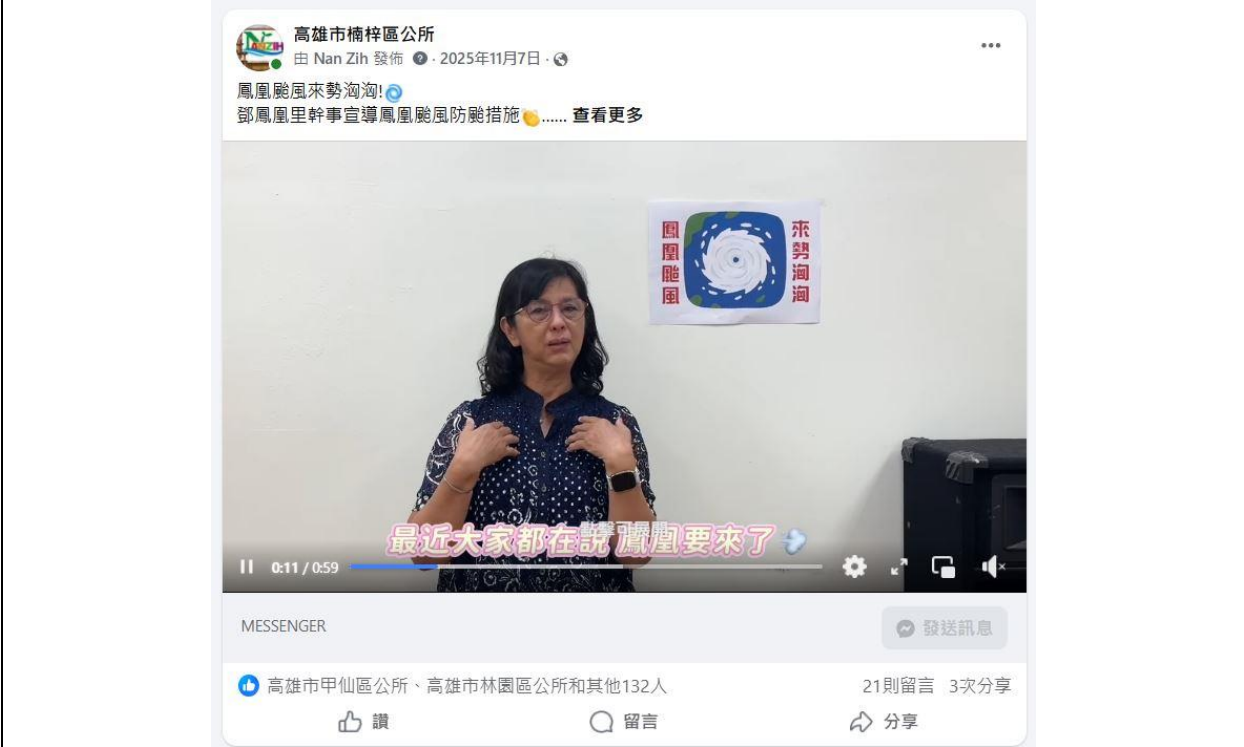 高雄市楠梓區公所
由 Nan Zih 發佈 · 2025年11月7日 ·
鳳凰颱風來勢洶洶!
鄧鳳凰里幹事宣導鳳凰颱風防颱措施...... 查看更多
鳳凰颱風
來勢洶洶
最近大家都在說 鳳凰要來了
0:11 / 0:59
MESSENGER
發送訊息
高雄市甲仙區公所、高雄市林園區公所和其他132人
21則留言 3次分享
讚
留言
分享